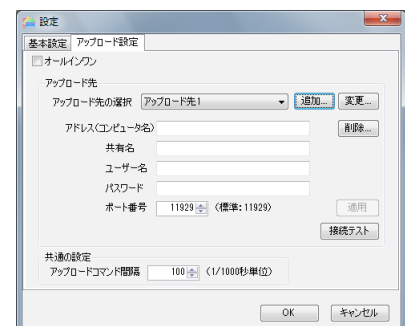 設定
基本設定 アップロード設定
オールインワン
アップロード先
アップロード先の選択 アップロード先1 追加... 変更...
アドレス(コンピュータ名) 削除...
共有名
ユーザー名
パスワード
ポート番号 11929 (標準:11929) 適用
接続テスト
共通の設定
アップロードコマンド間隔 100 (1/1000秒単位)
OK キャンセル